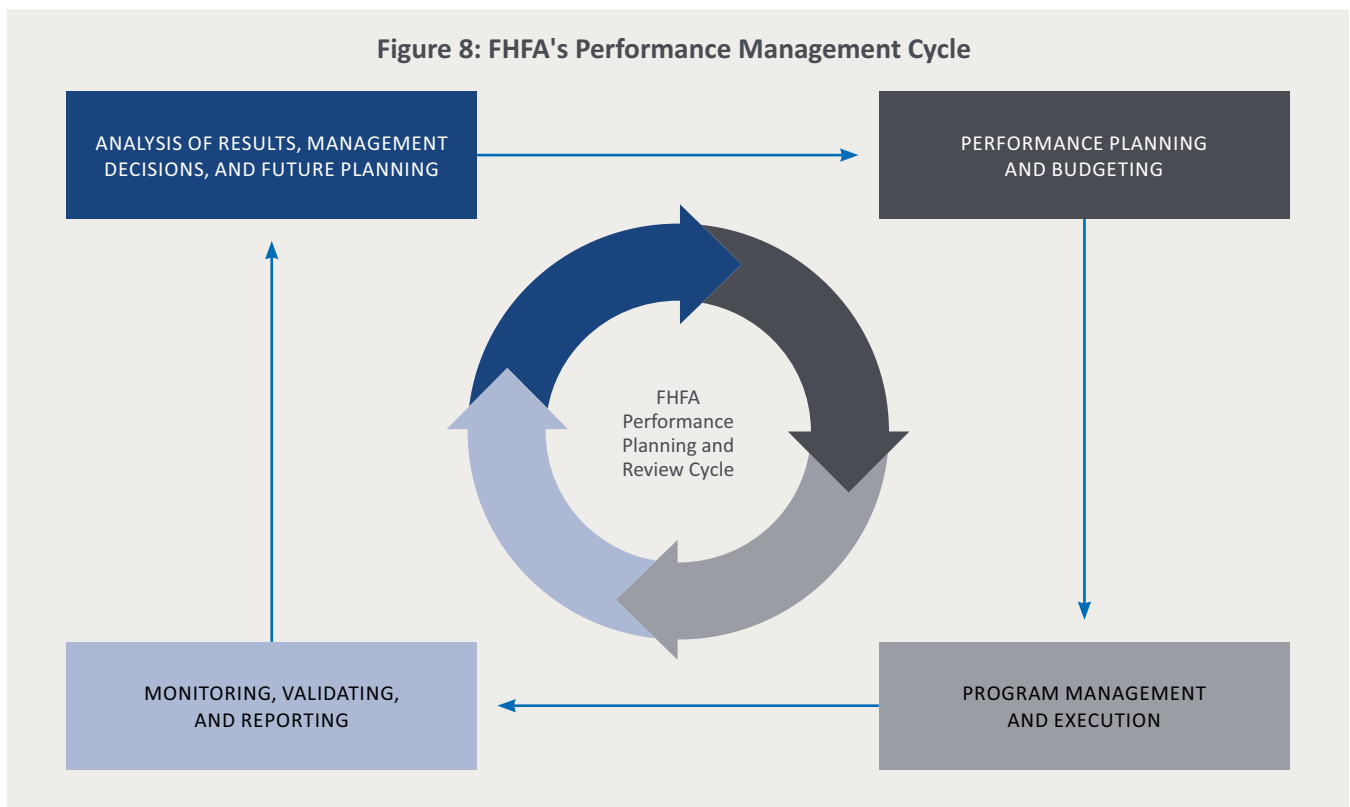 Figure 8: FHFA's Performance Management Cycle
ANALYSIS OF RESULTS, MANAGEMENT
DECISIONS, AND FUTURE PLANNING
PERFORMANCE PLANNING
AND BUDGETING
FHFA
Performance
Planning and
Review Cycle
MONITORING, VALIDATING,
AND REPORTING
PROGRAM MANAGEMENT
AND EXECUTION